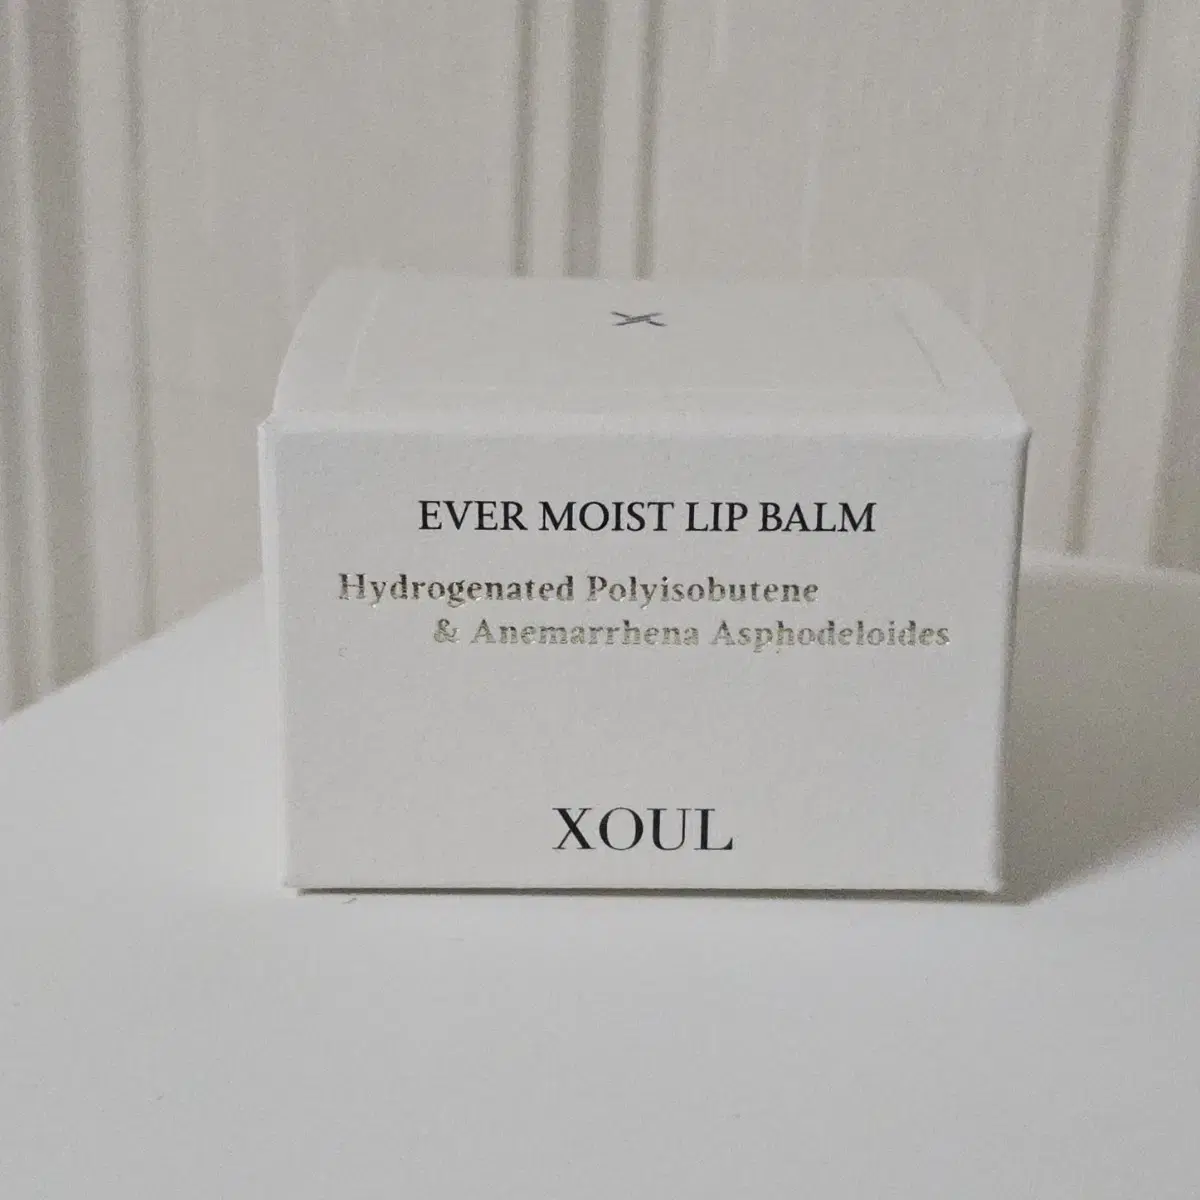 EVER MOIST LIP BALM
Hydrogenated Polyisobutene
& Anemarrhena Asphodeloides
XOUL